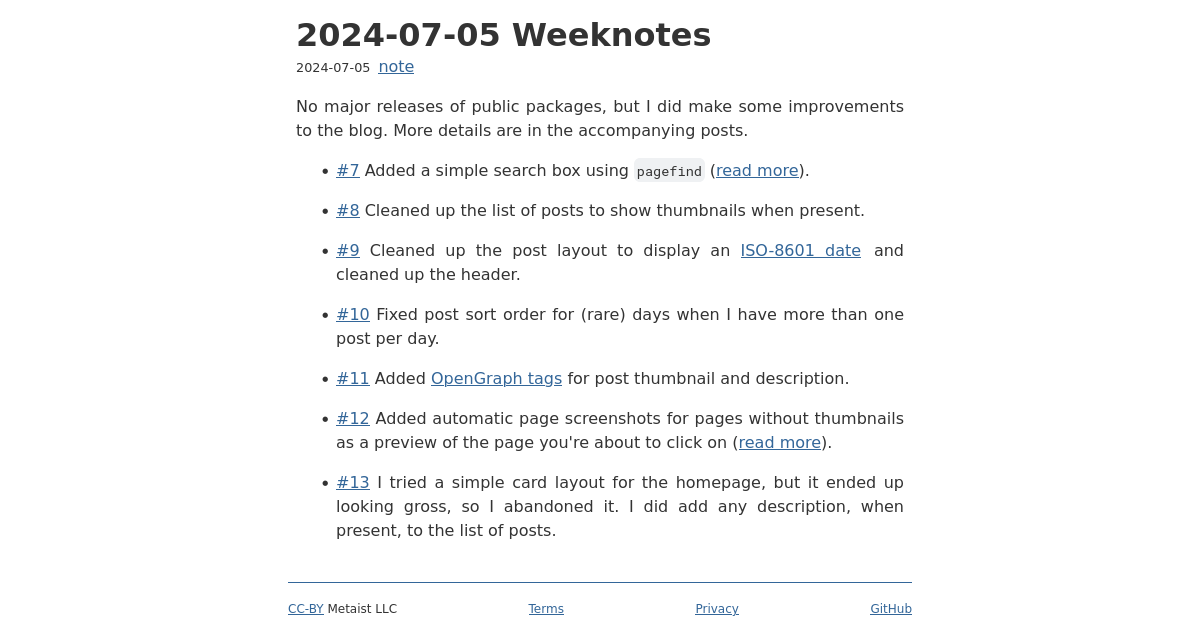 2024-07-05 Weeknotes
2024-07-05 note
No major releases of public packages, but I did make some improvements
to the blog. More details are in the accompanying posts.
• #7 Added a simple search box using pagefind (read more).
• #8 Cleaned up the list of posts to show thumbnails when present.
• #9 Cleaned up the post layout to display an ISO-8601 date and
cleaned up the header.
• #10 Fixed post sort order for (rare) days when I have more than one
post per day.
• #11 Added OpenGraph tags for post thumbnail and description.
• #12 Added automatic page screenshots for pages without thumbnails
as a preview of the page you're about to click on (read more).
• #13 I tried a simple card layout for the homepage, but it ended up
looking gross, so I abandoned it. I did add any description, when
present, to the list of posts.
CC-BY Metaist LLC Terms Privacy GitHub